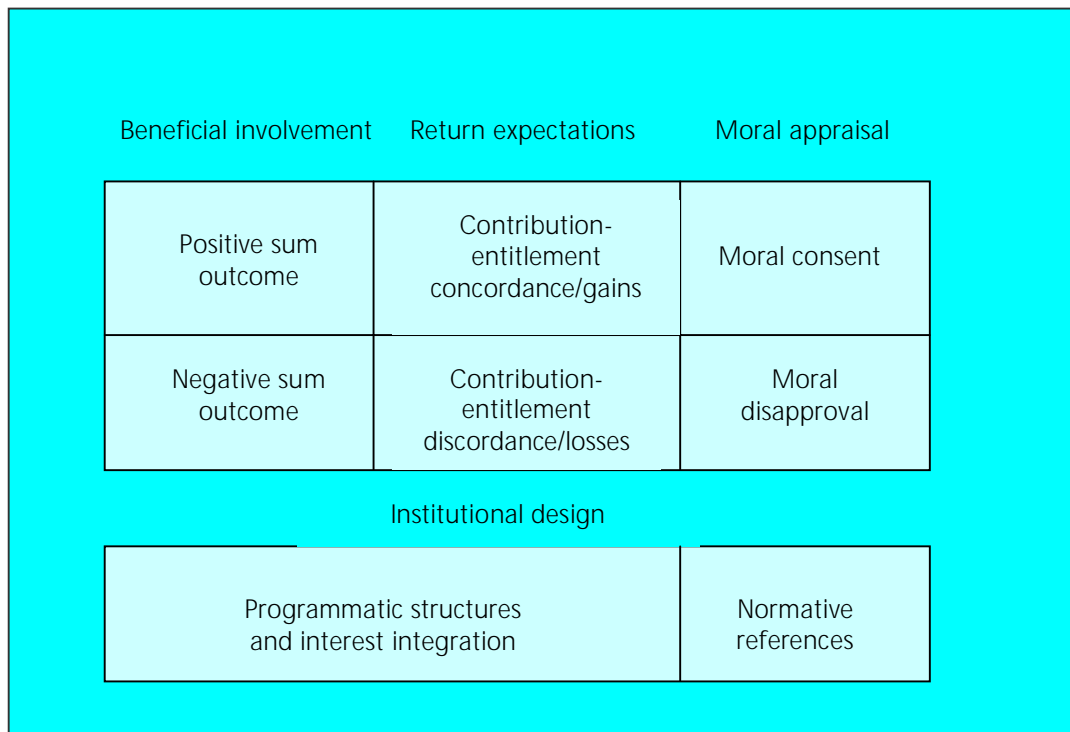 Beneficial involvement
Return expectations
Moral appraisal
Positive sum
outcome
Contribution-
entitlement
concordance/gains
Moral consent
Negative sum
outcome
Contribution-
entitlement
discordance/losses
Moral
disapproval
Institutional design
Programmatic structures
and interest integration
Normative
references